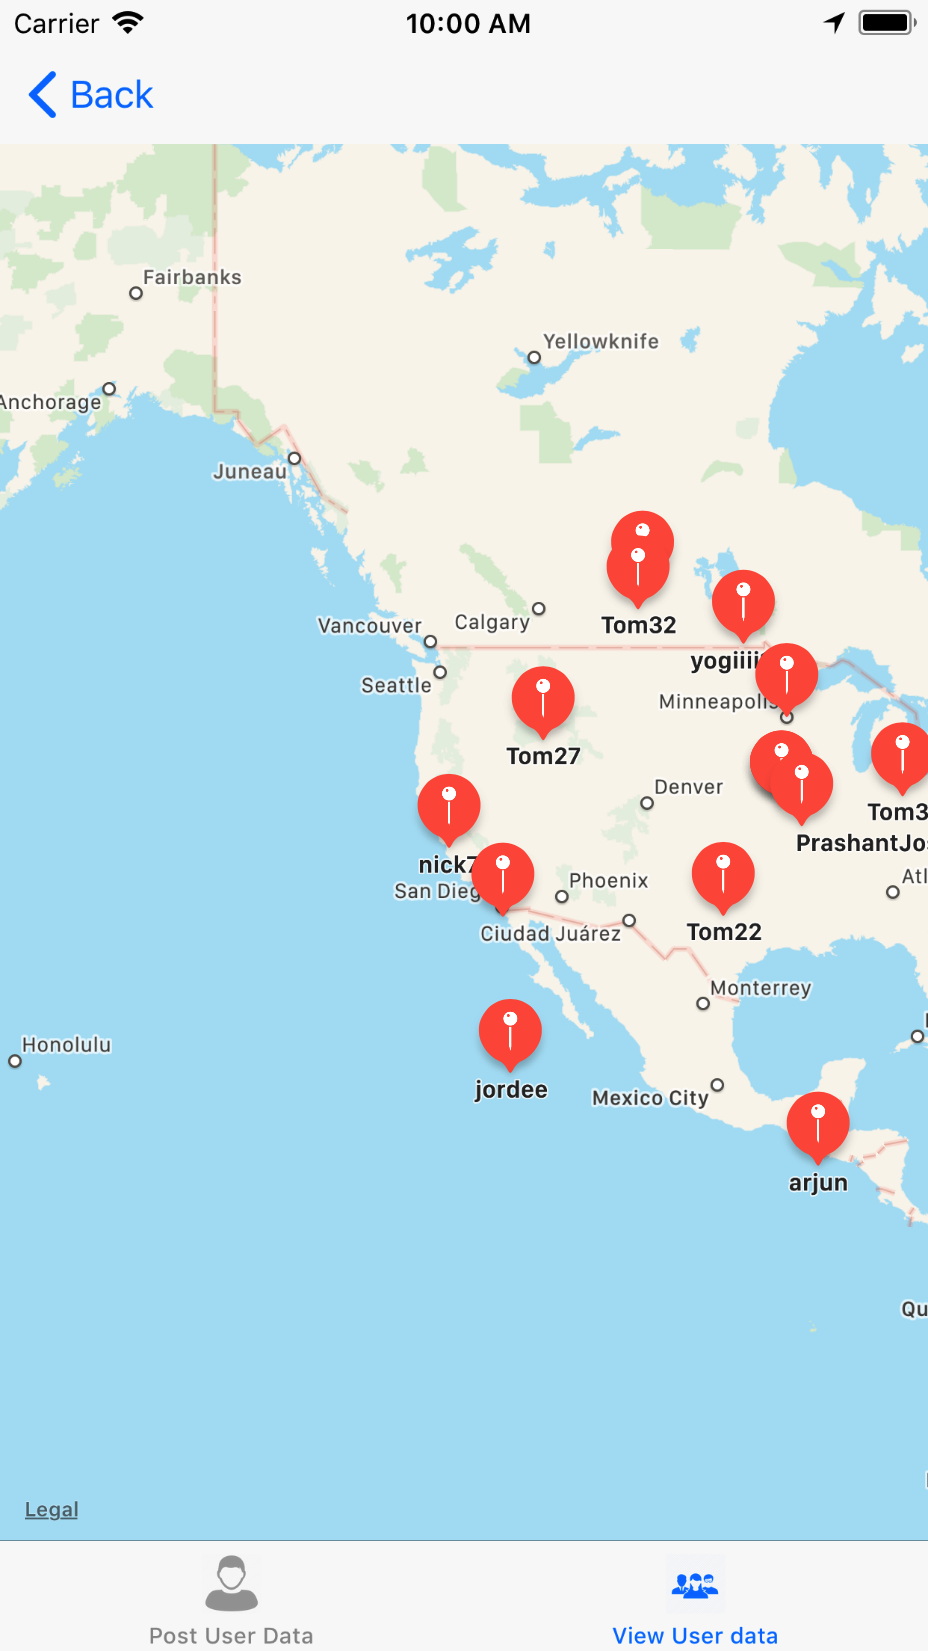 Carrier 10:00 AM
Back
Fairbanks
Yellowknife
Anchorage
Juneau
Tom32
Vancouver
Calgary
yogiiii
Seattle
Minneapolis
Tom27
Denver
Tom3
PrashantJos
nick7
Phoenix
Atl
San Dieg
Tom22
Ciudad Juárez
Monterrey
Honolulu
jordee
Mexico City
arjun
Qu
Legal
Post User Data
View User data